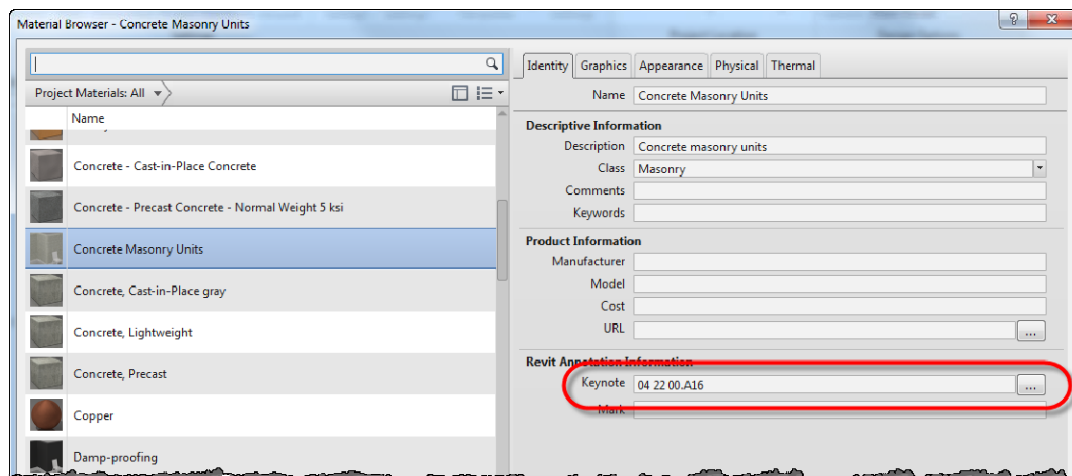 Material Browser - Concrete Masonry Units
Project Materials: All
Name
Concrete - Cast-in-Place Concrete
Concrete - Precast Concrete - Normal Weight 5 ksi
Concrete Masonry Units
Concrete, Cast-in-Place gray
Concrete, Lightweight
Concrete, Precast
Copper
Damp-proofing
Identity Graphics Appearance Physical Thermal
Name Concrete Masonry Units
Descriptive Information
Description Concrete masonry units
Class Masonry
Comments
Keywords
Product Information
Manufacturer
Model
Cost
URL ...
Revit Annotation Information
Keynote 04 22 00.A16 ...
Mark